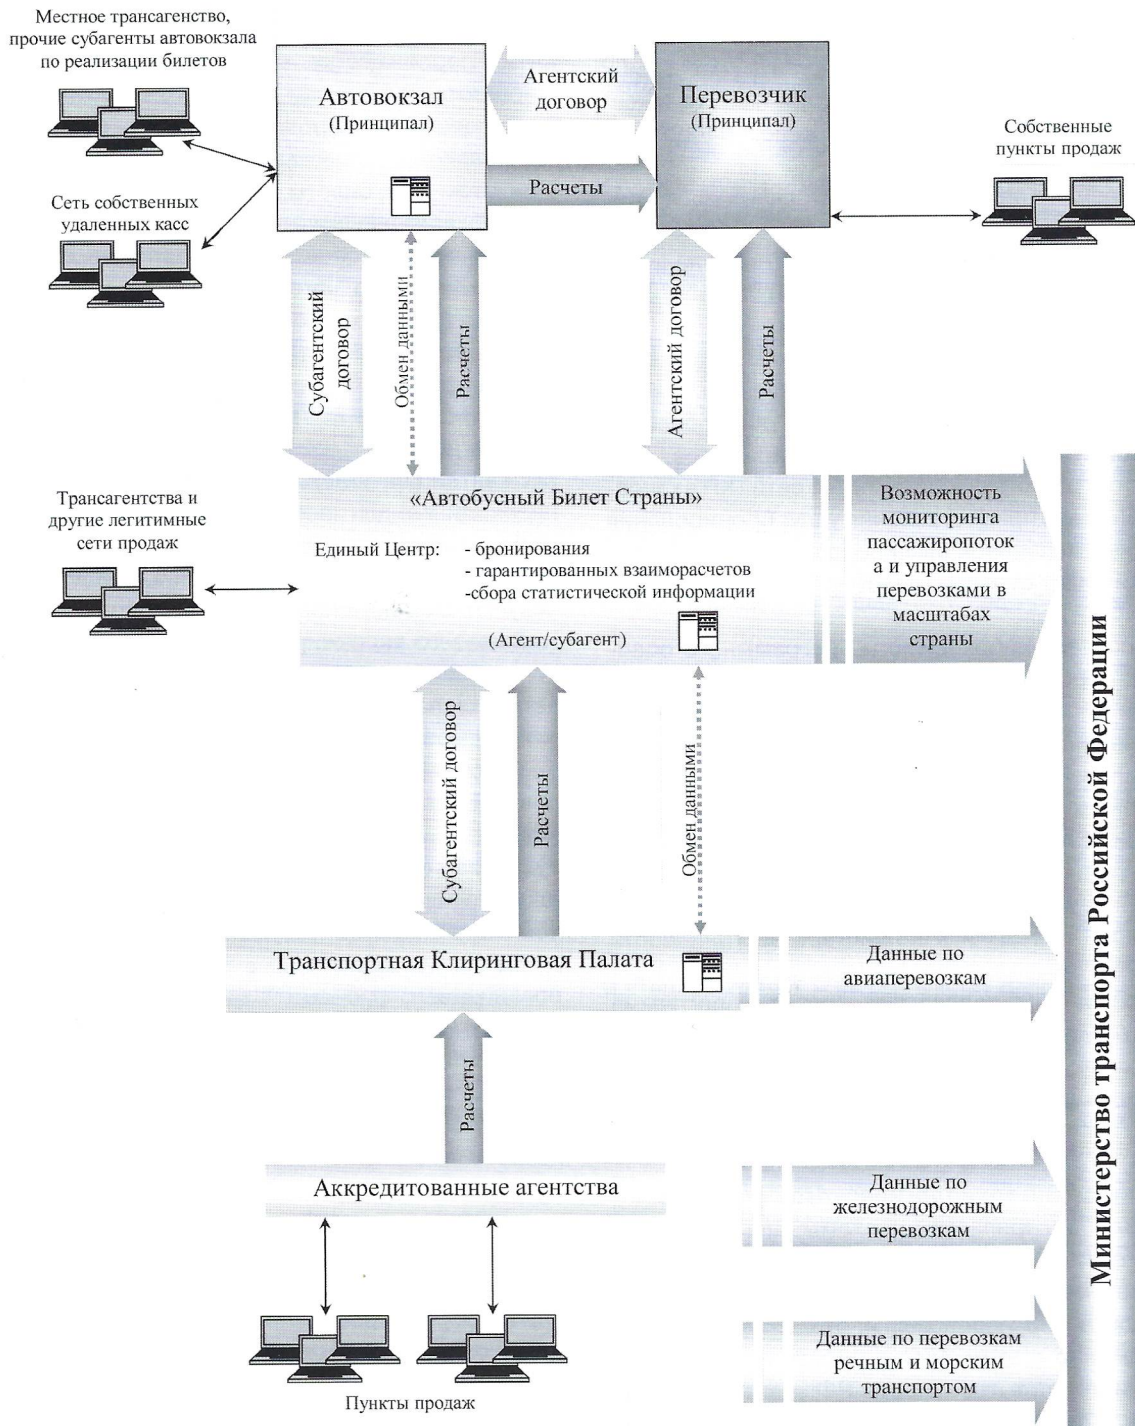 Местное трансагенство,
прочие субагенты автовокзала
по реализации билетов
Автовокзал
(Принципал)
Агентский
договор
Перевозчик
(Принципал)
Собственные
пункты продаж
Расчеты
Сеть собственных
удаленных касс
Субагентский
договор
Обмен данными
Расчеты
Агентский договор
Расчеты
Трансагентства и
другие легитимные
сети продаж
«Автобусный Билет Страны»
Единый Центр: - бронирования
- гарантированных взаиморасчетов
-сбора статистической информации
(Агент/субагент)
Возможность
мониторинга
пассажиропоток
а и управления
перевозками в
масштабах
страны
Министерство транспорта Российской Федерации
Субагентский договор
Расчеты
Обмен данными
Транспортная Клиринговая Палата
Данные по
авиаперевозкам
Расчеты
Аккредитованные агентства
Данные по
железнодорожным
перевозкам
Пункты продаж
Данные по перевозкам
речным и морским
транспортом